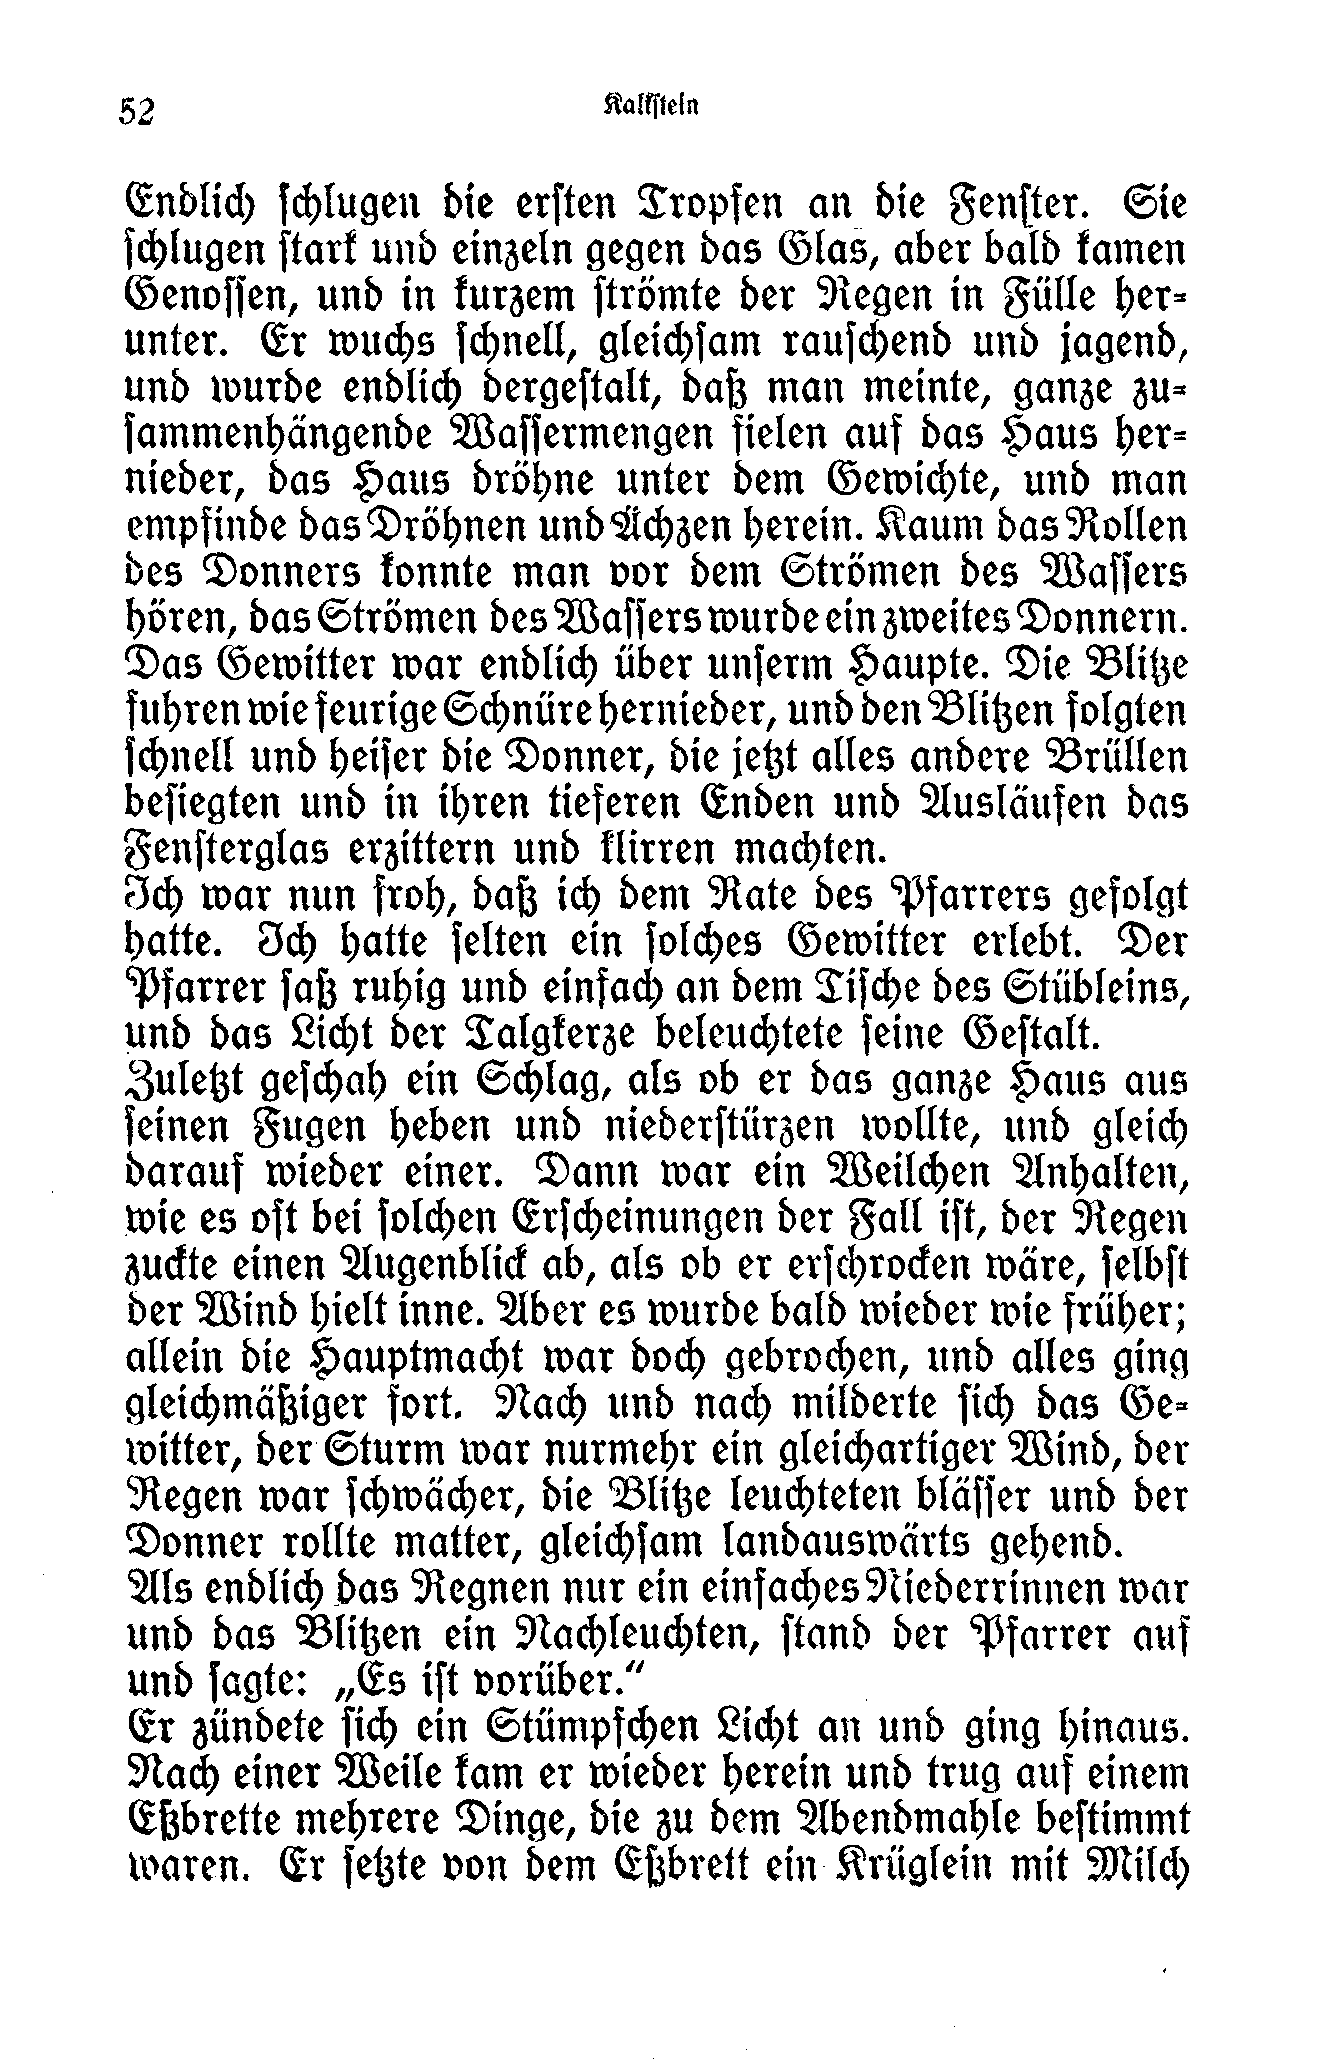 52
Kalkstein
Endlich schlugen die ersten Tropfen an die Fenster. Sie
schlugen stark und einzeln gegen das Glas, aber bald kamen
Genossen, und in kurzem strömte der Regen in Fülle her-
unter. Er wuchs schnell, gleichsam rauschend und jagend,
und wurde endlich dergestalt, daß man meinte, ganze zu-
sammenhängende Wassermengen fielen auf das Haus her-
nieder, das Haus dröhne unter dem Gewichte, und man
empfinde das Dröhnen und Ächzen herein. Kaum das Rollen
des Donners konnte man vor dem Strömen des Wassers
hören, das Strömen des Wassers wurde ein zweites Donnern.
Das Gewitter war endlich über unserm Haupte. Die Blitze
fuhren wie feurige Schnüre hernieder, und den Blitzen folgten
schnell und heiser die Donner, die jetzt alles andere Brüllen
besiegten und in ihren tieferen Enden und Ausläufen das
Fensterglas erzittern und klirren machten.
Ich war nun froh, daß ich dem Rate des Pfarrers gefolgt
hatte. Ich hatte selten ein solches Gewitter erlebt. Der
Pfarrer saß ruhig und einfach an dem Tische des Stübleins,
und das Licht der Talgkerze beleuchtete seine Gestalt.
Zuletzt geschah ein Schlag, als ob er das ganze Haus aus
seinen Fugen heben und niederstürzen wollte, und gleich
darauf wieder einer. Dann war ein Weilchen Anhalten,
wie es oft bei solchen Erscheinungen der Fall ist, der Regen
zuckte einen Augenblick ab, als ob er erschrocken wäre, selbst
der Wind hielt inne. Aber es wurde bald wieder wie früher;
allein die Hauptmacht war doch gebrochen, und alles ging
gleichmäßiger fort. Nach und nach milderte sich das Ge-
witter, der Sturm war nurmehr ein gleichartiger Wind, der
Regen war schwächer, die Blitze leuchteten blässer und der
Donner rollte matter, gleichsam landauswärts gehend.
Als endlich das Regnen nur ein einfaches Niederrinnen war
und das Blitzen ein Nachleuchten, stand der Pfarrer auf
und sagte: „Es ist vorüber.“
Er zündete sich ein Stümpfchen Licht an und ging hinaus.
Nach einer Weile kam er wieder herein und trug auf einem
Eßbrette mehrere Dinge, die zu dem Abendmahle bestimmt
waren. Er setzte von dem Eßbrett ein Krüglein mit Milch